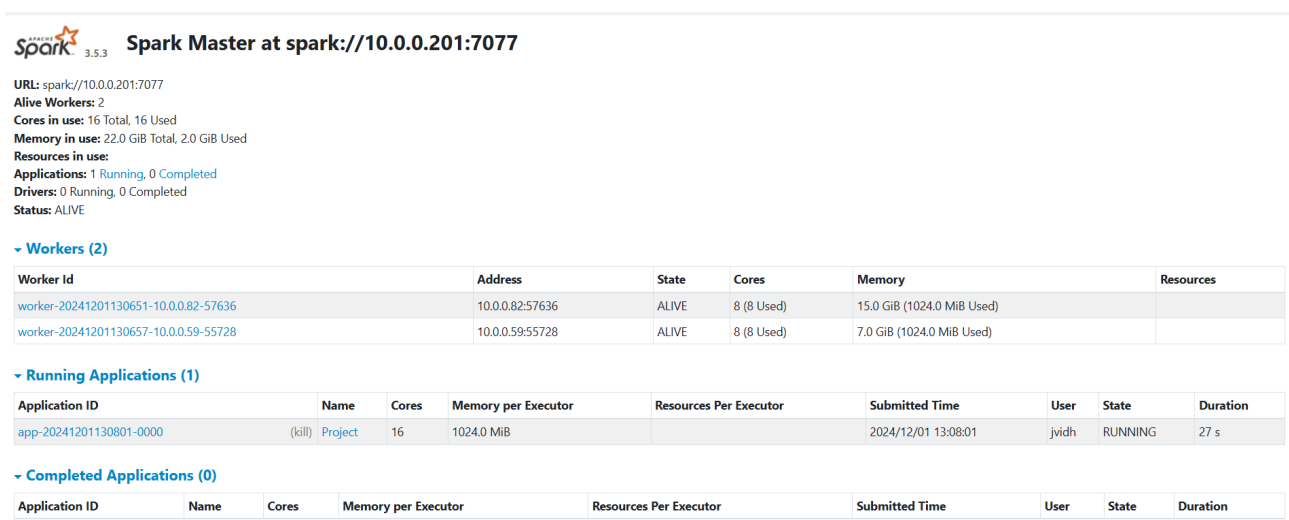 APACHE
Spark 3.5.3 Spark Master at spark://10.0.0.201:7077
URL: spark://10.0.0.201:7077
Alive Workers: 2
Cores in use: 16 Total, 16 Used
Memory in use: 22.0 GiB Total, 2.0 GiB Used
Resources in use:
Applications: 1 Running, 0 Completed
Drivers: 0 Running, 0 Completed
Status: ALIVE
Workers (2)
Worker Id Address State Cores Memory Resources
worker-20241201130651-10.0.0.82-57636 10.0.0.82:57636 ALIVE 8 (8 Used) 15.0 GiB (1024.0 MiB Used)
worker-20241201130657-10.0.0.59-55728 10.0.0.59:55728 ALIVE 8 (8 Used) 7.0 GiB (1024.0 MiB Used)
Running Applications (1)
Application ID Name Cores Memory per Executor Resources Per Executor Submitted Time User State Duration
app-20241201130801-0000 (kill) Project 16 1024.0 MiB 2024/12/01 13:08:01 jvidh RUNNING 27 s
Completed Applications (0)
Application ID Name Cores Memory per Executor Resources Per Executor Submitted Time User State Duration